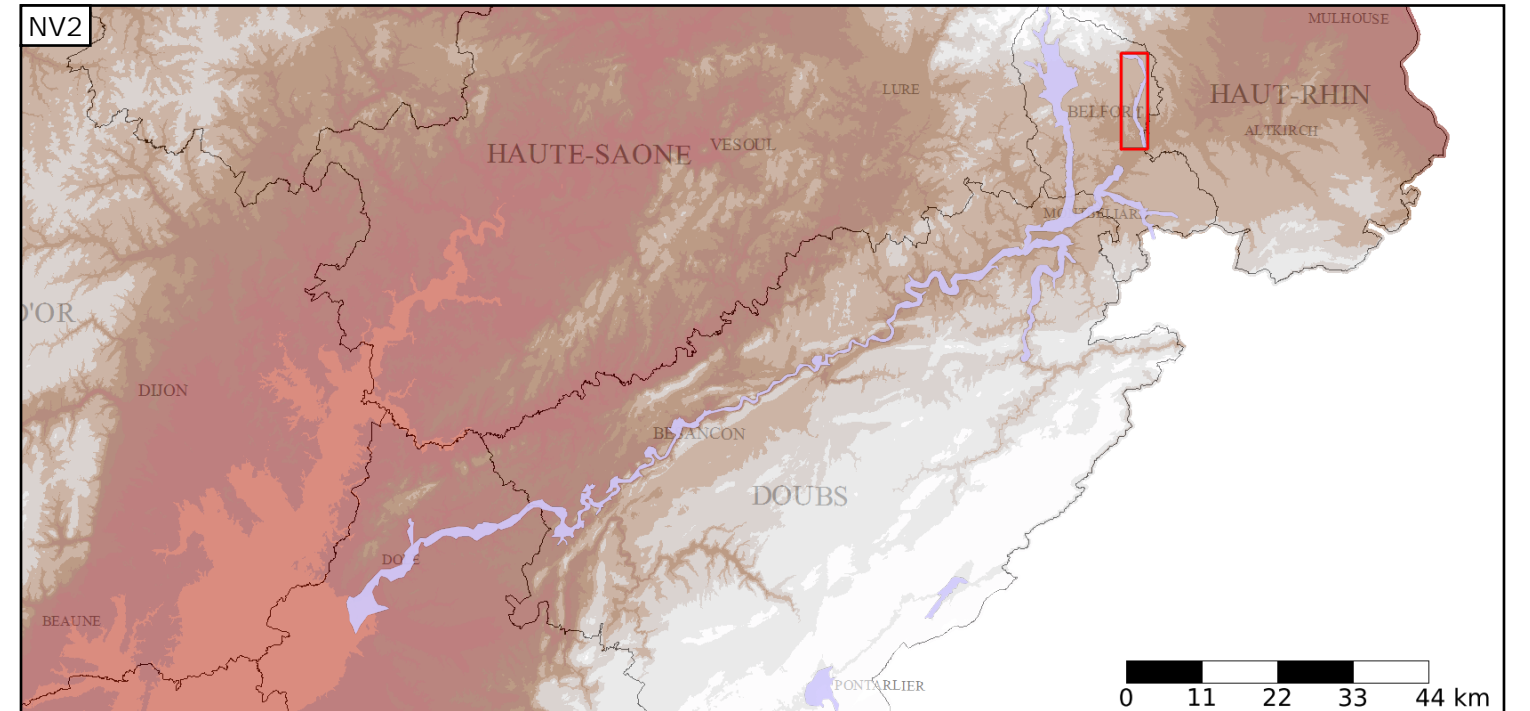 NV2
MULHOUSE
LURE
HAUT-RHIN
BELFORT
ALTKIRCH
HAUTE-SAONE
VESOUL
MONTBELIARD
D'OR
DIJON
BESANCON
DOUBS
DOLE
BEAUNE
PONTARLIER
0 11 22 33 44 km